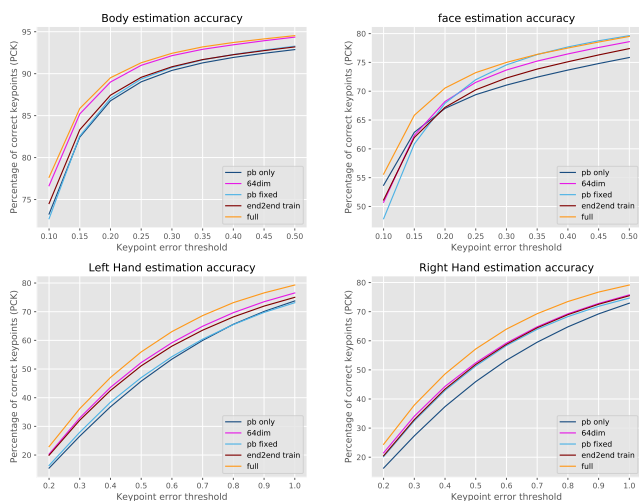 Body estimation accuracy
Percentage of correct keypoints (PCK)
95
90
85
80
75
0.10 0.15 0.20 0.25 0.30 0.35 0.40 0.45 0.50
Keypoint error threshold
pb only
64dim
pb fixed
end2end train
full
face estimation accuracy
Percentage of correct keypoints (PCK)
80
75
70
65
60
55
50
0.10 0.15 0.20 0.25 0.30 0.35 0.40 0.45 0.50
Keypoint error threshold
pb only
64dim
pb fixed
end2end train
full
Left Hand estimation accuracy
Percentage of correct keypoints (PCK)
80
70
60
50
40
30
20
0.2 0.3 0.4 0.5 0.6 0.7 0.8 0.9 1.0
Keypoint error threshold
pb only
64dim
pb fixed
end2end train
full
Right Hand estimation accuracy
Percentage of correct keypoints (PCK)
80
70
60
50
40
30
20
0.2 0.3 0.4 0.5 0.6 0.7 0.8 0.9 1.0
Keypoint error threshold
pb only
64dim
pb fixed
end2end train
full